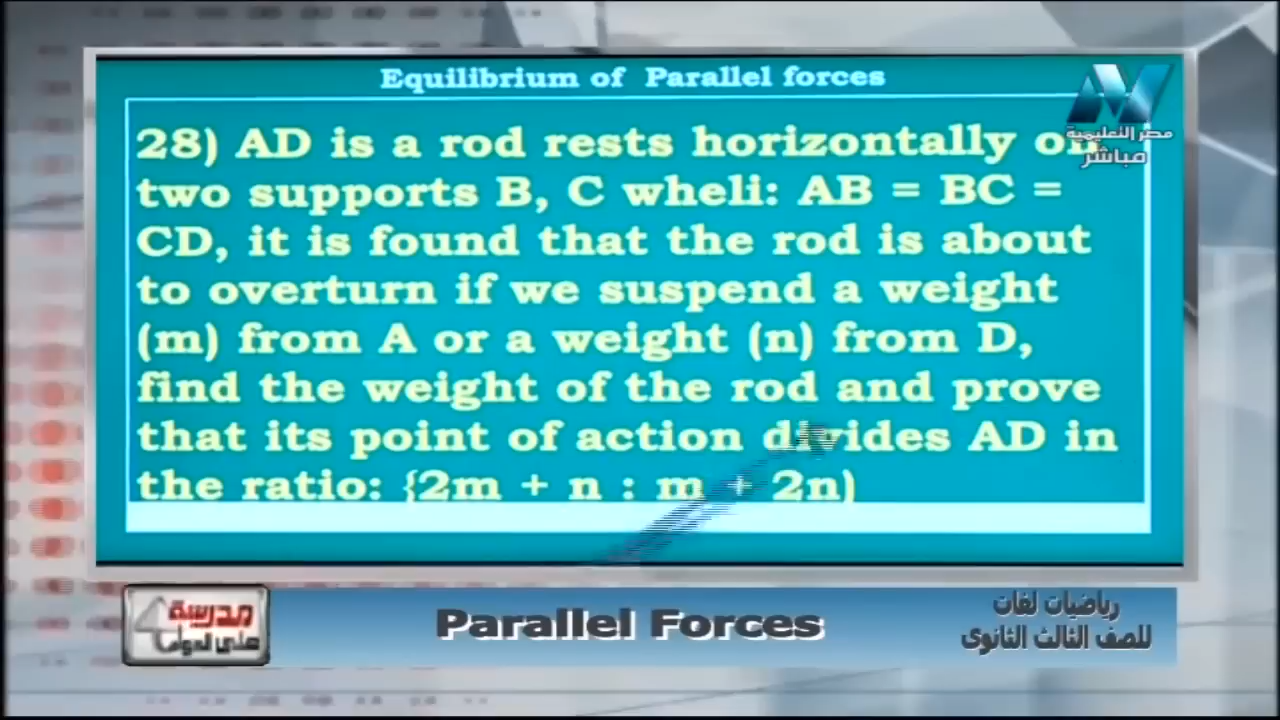 Equilibrium of Parallel forces
مصر التعليمية
مباشر
28) AD is a rod rests horizontally on
two supports B, C wheli: AB = BC =
CD, it is found that the rod is about
to overturn if we suspend a weight
(m) from A or a weight (n) from D,
find the weight of the rod and prove
that its point of action divides AD in
the ratio: {2m + n : m + 2n)
مدرسة
على الهواء
Parallel Forces
رياضيات لغات
للصف الثالث الثانوى